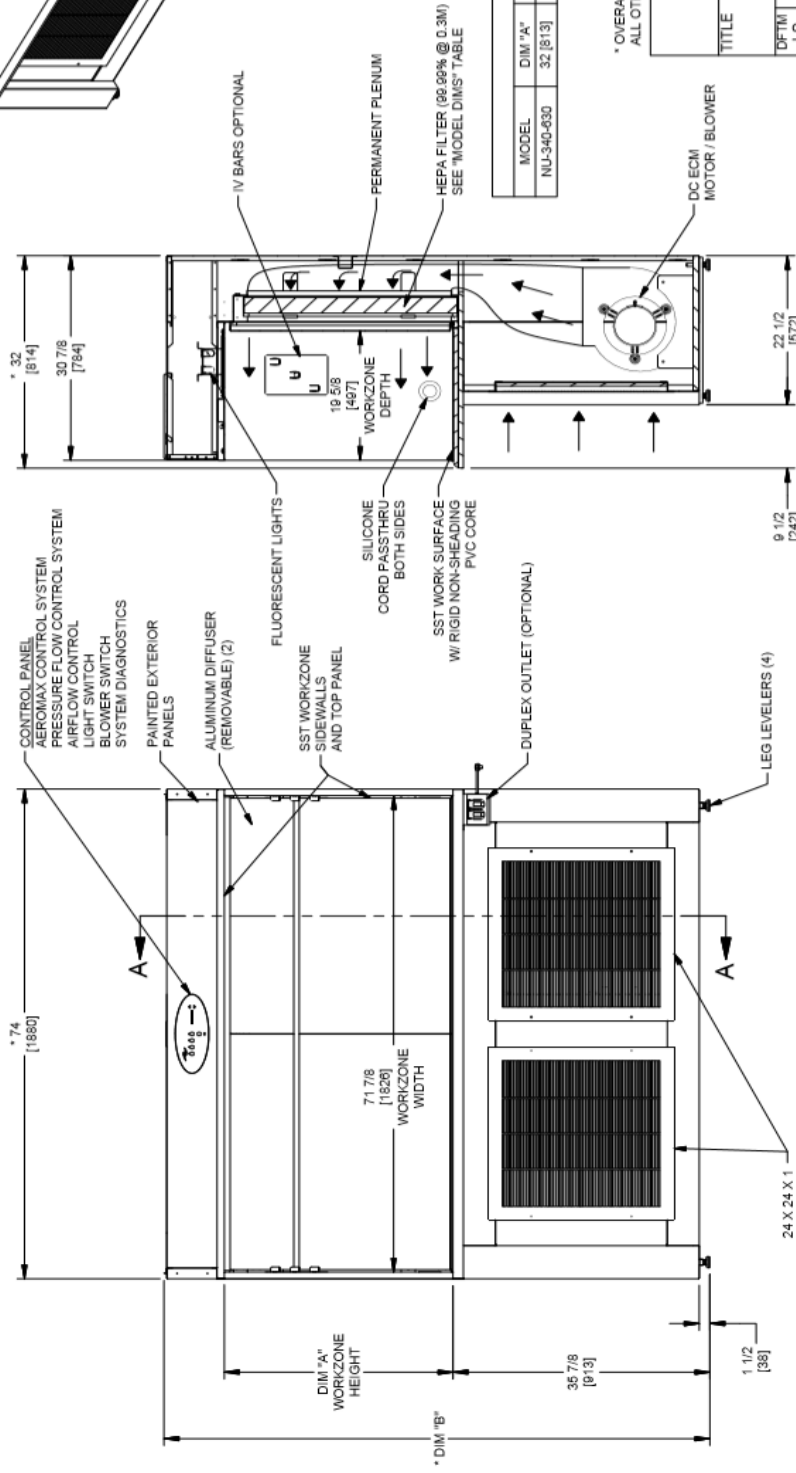 CONTROL PANEL
AEROMAX CONTROL SYSTEM
PRESSURE FLOW CONTROL SYSTEM
AIRFLOW CONTROL
LIGHT SWITCH
BLOWER SWITCH
SYSTEM DIAGNOSTICS
PAINTED EXTERIOR
PANELS
ALUMINUM DIFFUSER
(REMOVABLE) (2)
SST WORKZONE
SIDEWALLS
AND TOP PANEL
DUPLEX OUTLET (OPTIONAL)
LEG LEVELERS (4)
24 X 24 X 1
* 74
[1880]
A
A
71 7/8
[1826]
WORKZONE
WIDTH
DIM "A"
WORKZONE
HEIGHT
* DIM "B"
35 7/8
[913]
1 1/2
[38]
* 32
[814]
30 7/8
[784]
19 5/8
[497]
WORKZONE
DEPTH
FLUORESCENT LIGHTS
SILICONE
CORD PASSTHRU
BOTH SIDES
SST WORK SURFACE
W/ RIGID NON-SHEADING
PVC CORE
9 1/2
[242]
22 1/2
[572]
IV BARS OPTIONAL
PERMANENT PLENUM
HEPA FILTER (99.99% @ 0.3M)
SEE "MODEL DIMS" TABLE
DC ECM
MOTOR / BLOWER
MODEL DIM "A"
NU-340-630 32 [813]
* OVERA
ALL OT
TITLE
DFTM